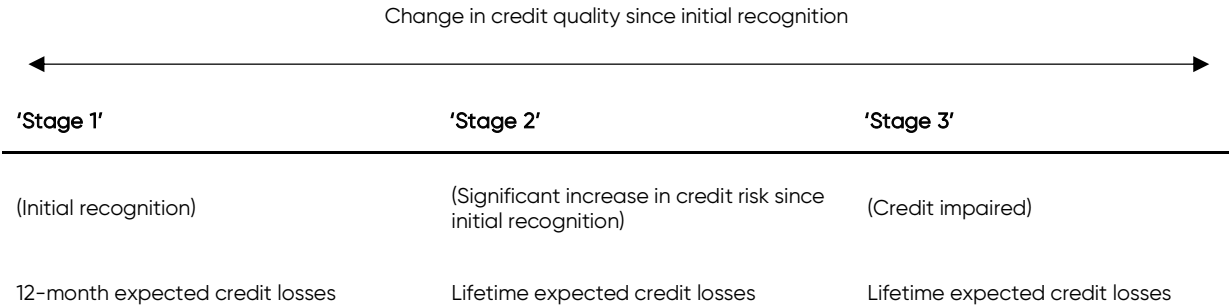 Change in credit quality since initial recognition
‘Stage 1’ ‘Stage 2’ ‘Stage 3’
(Initial recognition) (Significant increase in credit risk since initial recognition) (Credit impaired)
12-month expected credit losses Lifetime expected credit losses Lifetime expected credit losses